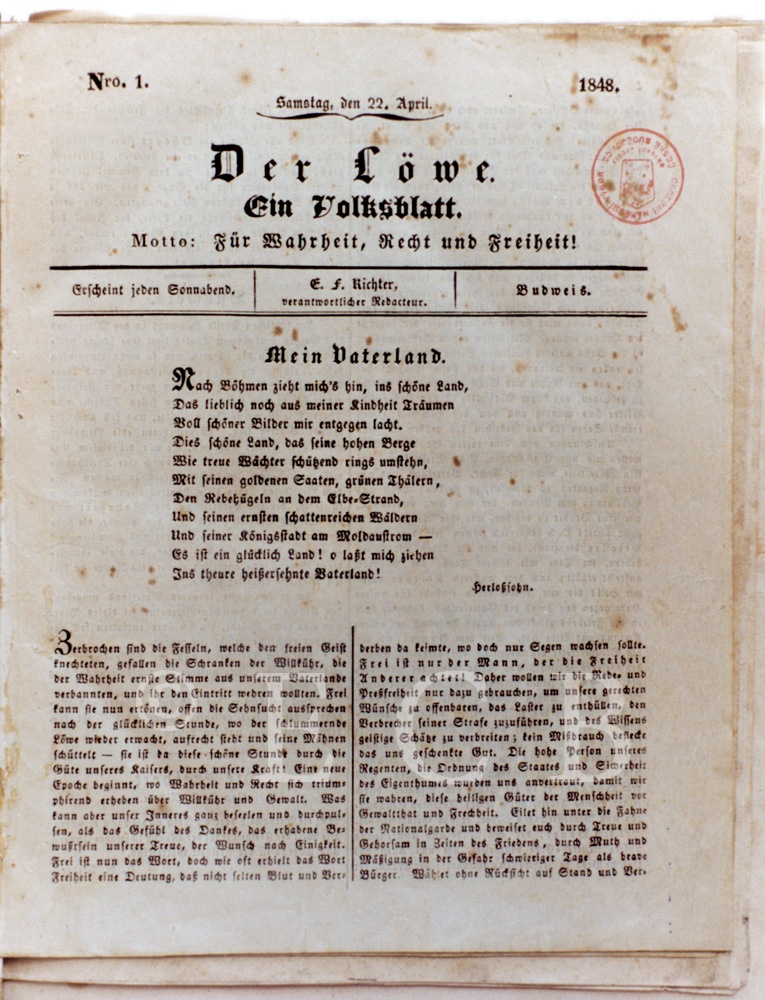 Nro. 1.
1848.
Samstag, den 22. April.
Der Löwe.
Ein Volksblatt.
Motto: Für Wahrheit, Recht und Freiheit!
Erscheint jeden Sonnabend.
E. F. Richter,
verantwortlicher Redacteur.
Budweis.
Mein Vaterland.
Nach Böhmen zieht mich's hin, ins schöne Land,
Das lieblich noch aus meiner Kindheit Träumen
Voll schöner Bilder mir entgegen lacht.
Dies schöne Land, das seine hohen Berge
Wie treue Wächter schützend rings umstehn,
Mit seinen goldenen Saaten, grünen Thälern,
Den Rebehügeln an dem Elbe-Strand,
Und seinen ernsten schattenreichen Wäldern
Und seiner Königsstadt am Moldaustrom —
Es ist ein glücklich Land! o laßt mich ziehen
Ins theure heißersehnte Vaterland!
Herloßsohn.
Zerbrochen sind die Fesseln, welche den freien Geist
knechteten, gefallen die Schranken der Willkühr, die
der Wahrheit ernste Stimme aus unserem Vaterlande
verbannten, und ihr den Eintritt wehren wollten. Frei
kann sie nun ertönen, offen die Sehnsucht aussprechen
nach der glücklichen Stunde, wo der schlummernde
Löwe wieder erwacht, aufrecht steht und seine Mähnen
schüttelt — sie ist da diese schöne Stunde durch die
Güte unseres Kaisers, durch unsere Kraft! Eine neue
Epoche beginnt, wo Wahrheit und Recht sich trium-
phirend erheben über Willkühr und Gewalt. Was
kann aber unser Inneres ganz beseelen und durchpul-
sen, als das Gefühl des Dankes, das erhabene Be-
wußtsein unserer Treue, der Wunsch nach Einigkeit.
Frei ist nun das Wort, doch wie oft erhielt das Wort
Freiheit eine Deutung, daß nicht selten Blut und Ver-
derben da keimte, wo doch nur Segen wachsen sollte.
Frei ist nur der Mann, der die Freiheit
Anderer achtet! Daher wollen wir die Rede- und
Preßfreiheit nur dazu gebrauchen, um unsere gerechten
Wünsche zu offenbaren, das Laster zu enthüllen, den
Verbrecher seiner Strafe zuzuführen, und des Wissens
geistige Schätze zu verbreiten; kein Mißbrauch beflecke
das uns geschenkte Gut. Die hohe Person unseres
Regenten, die Ordnung des Staates und Sicherheit
des Eigenthumes wurden uns anvertraut, damit wir
sie wahren, diese heiligen Güter der Menschheit vor
Gewaltthat und Frechheit. Eilet hin unter die Fahne
der Nationalgarde und beweiset euch durch Treue und
Gehorsam in Zeiten des Friedens, durch Muth und
Mäßigung in der Gefahr schwieriger Tage als brave
Bürger. Wählet ohne Rücksicht auf Stand und Ver-